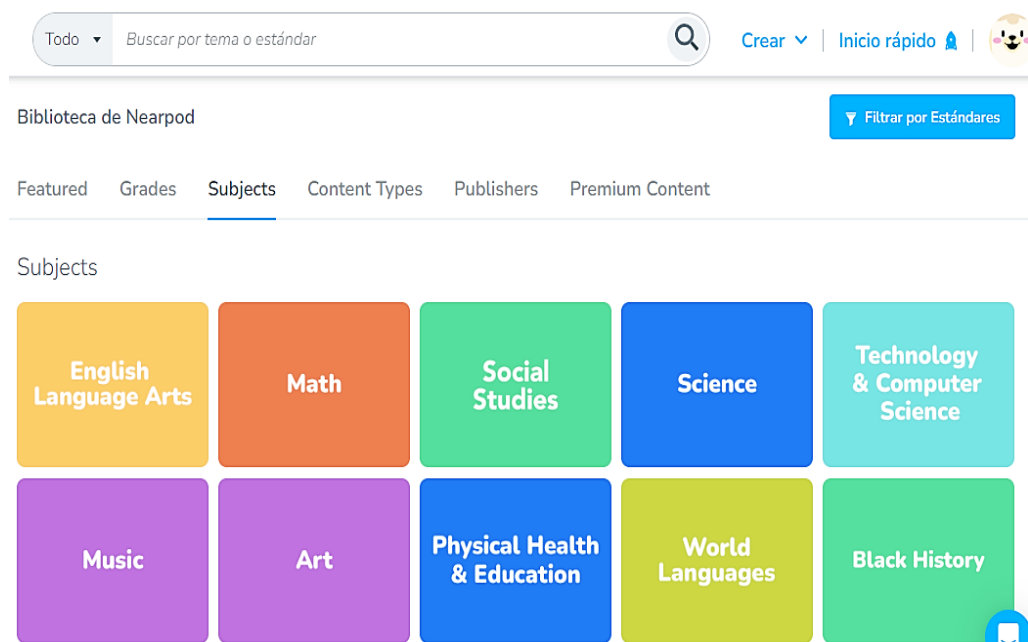 Todo Buscar por tema o estándar Crear Inicio rápido
Biblioteca de Nearpod Filtrar por Estándares
Featured Grades Subjects Content Types Publishers Premium Content
Subjects
English
Language Arts
Math
Social
Studies
Science
Technology
& Computer
Science
Music
Art
Physical Health
& Education
World
Languages
Black History